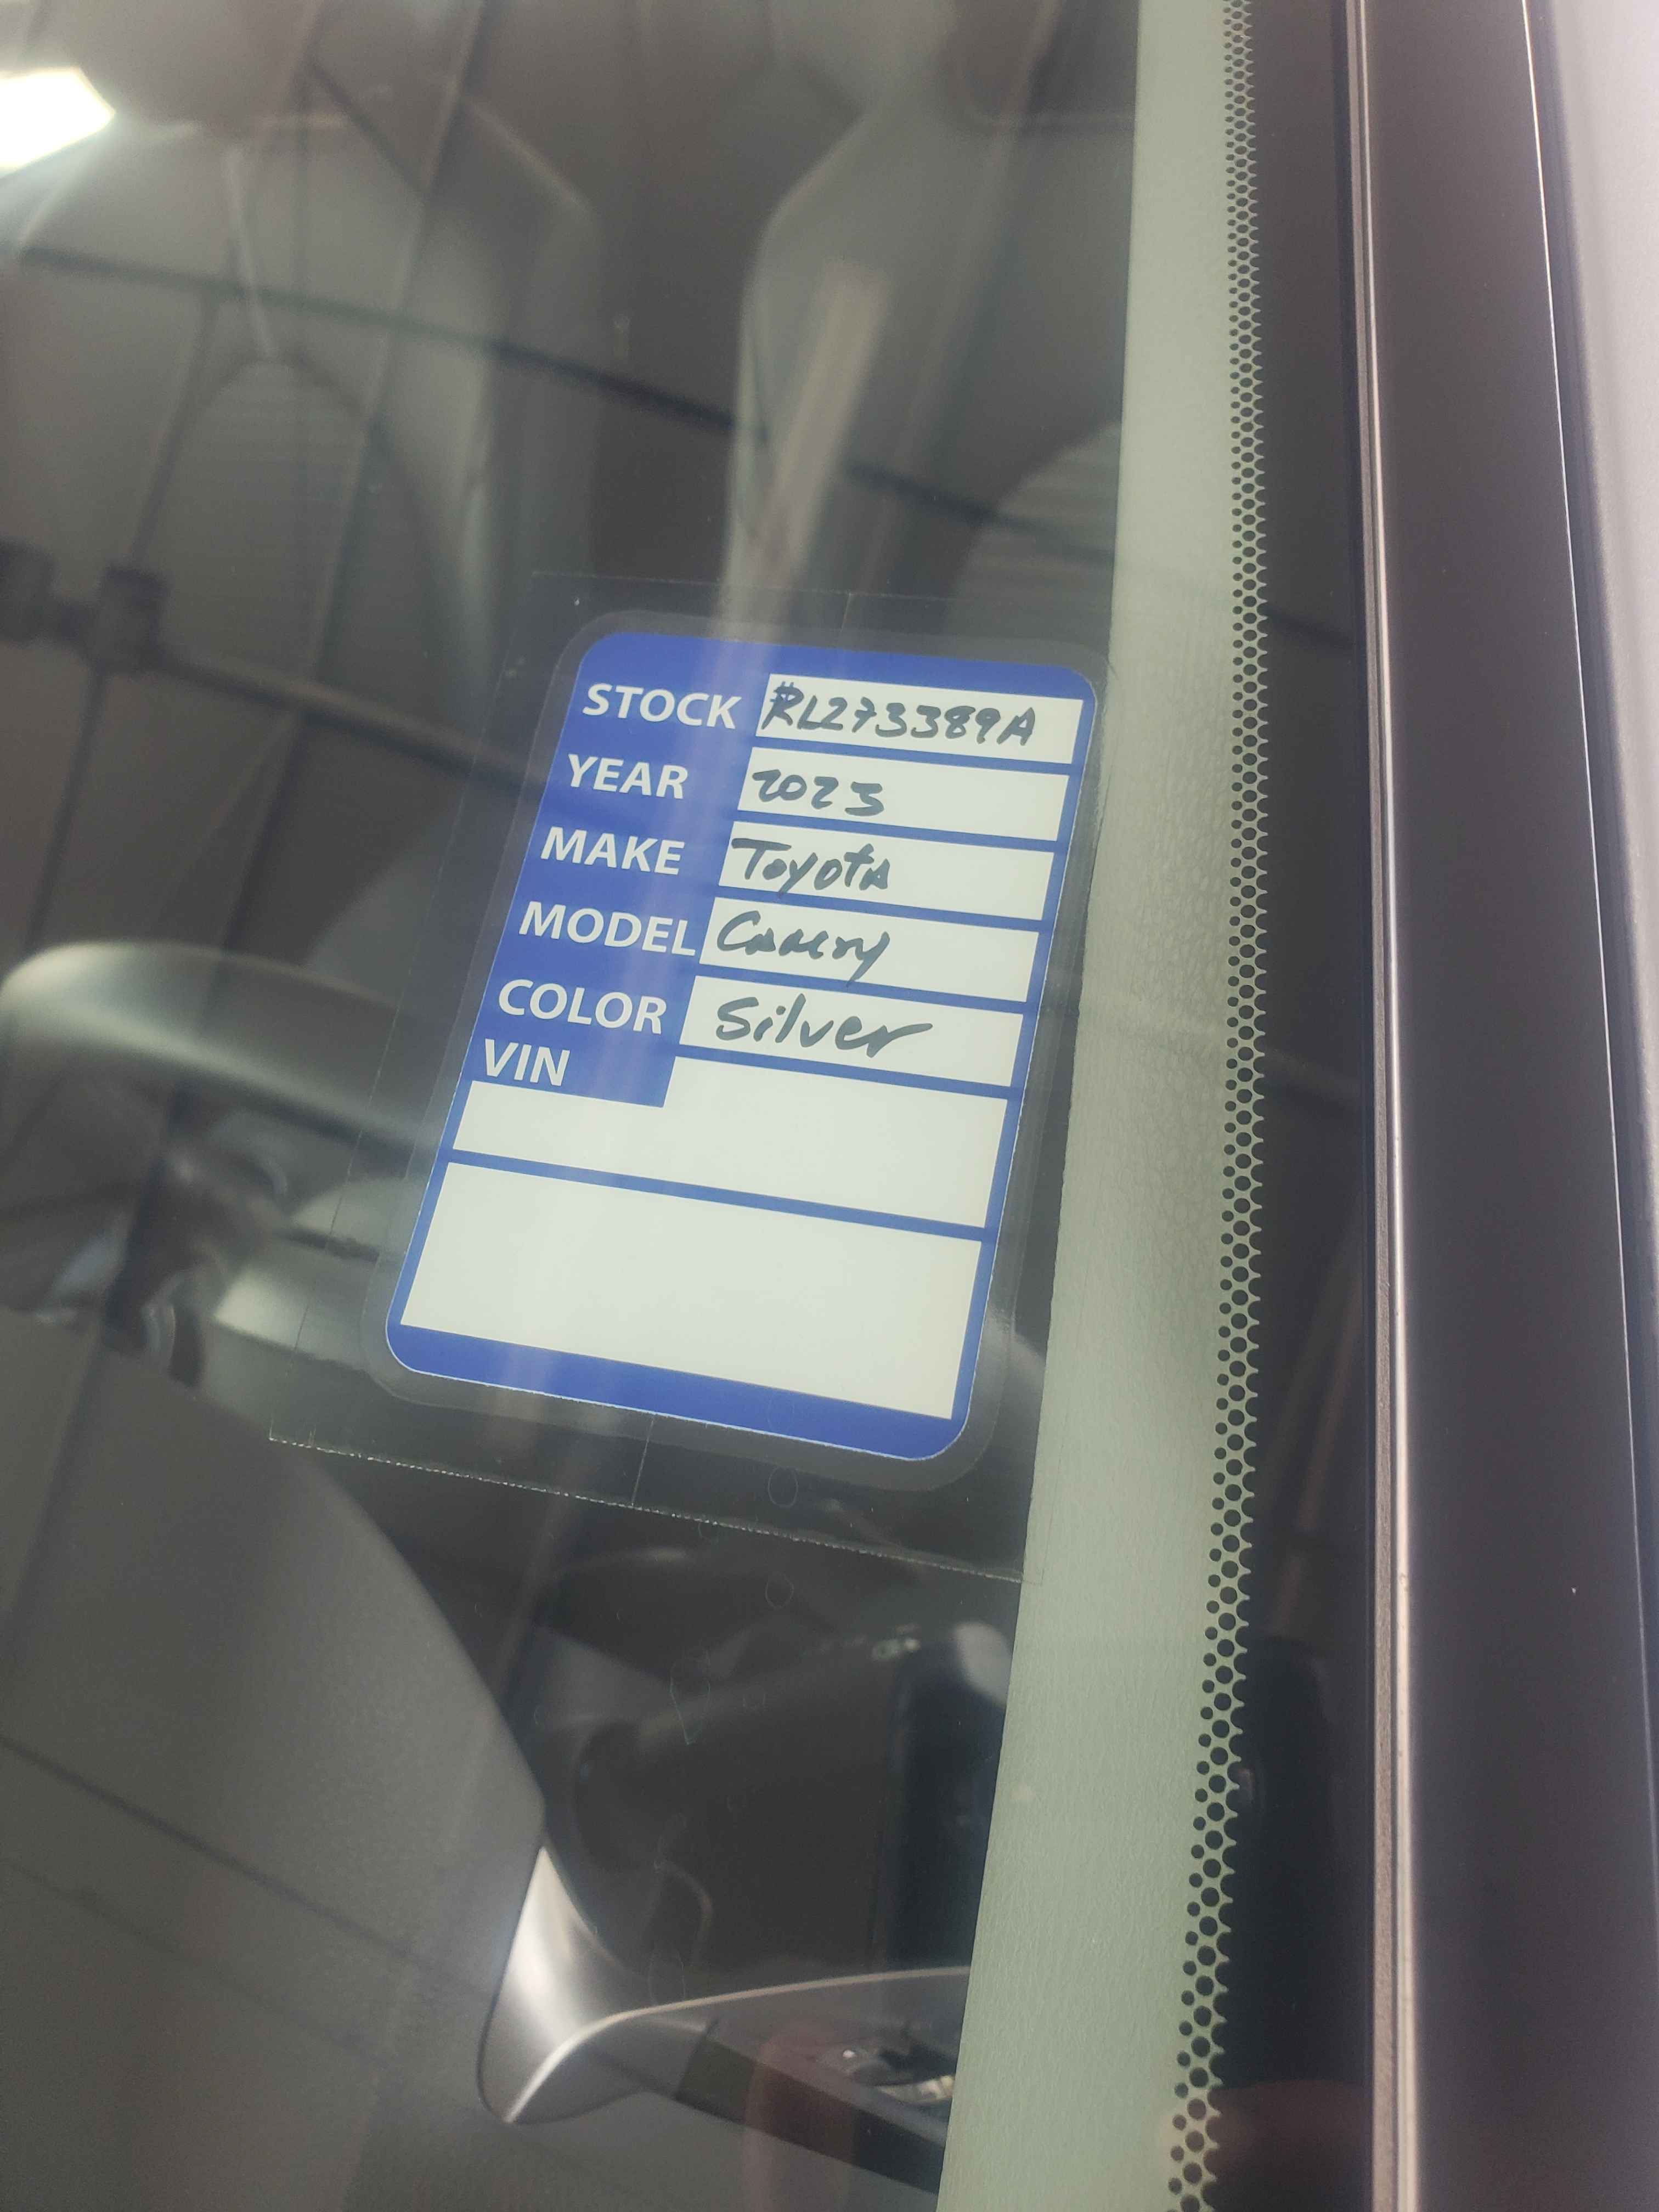 STOCK #RL273389A
YEAR 2023
MAKE Toyota
MODEL Camry
COLOR Silver
VIN